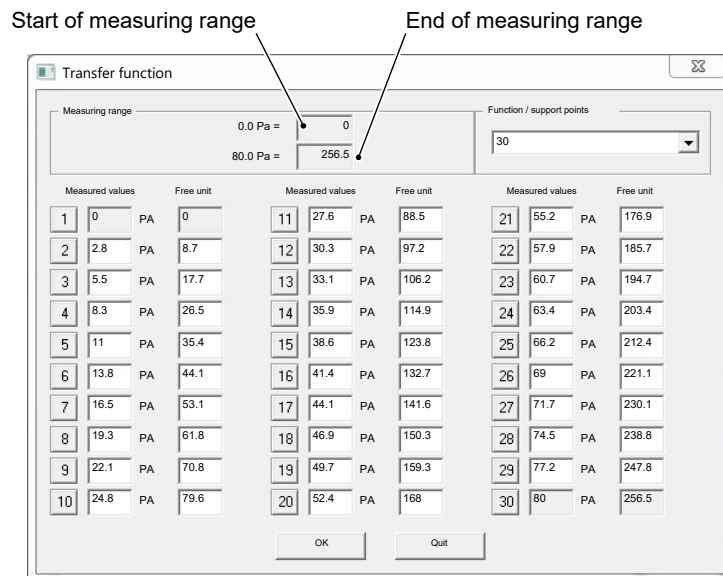 Start of measuring range
End of measuring range
Transfer function
Measuring range
Function / support points
0.0 Pa = 0
30
80.0 Pa = 256.5
Measured values Free unit Measured values Free unit Measured values Free unit
1 0 PA 0 11 27.6 PA 88.5 21 55.2 PA 176.9
2 2.8 PA 8.7 12 30.3 PA 97.2 22 57.9 PA 185.7
3 5.5 PA 17.7 13 33.1 PA 106.2 23 60.7 PA 194.7
4 8.3 PA 26.5 14 35.9 PA 114.9 24 63.4 PA 203.4
5 11 PA 35.4 15 38.6 PA 123.8 25 66.2 PA 212.4
6 13.8 PA 44.1 16 41.4 PA 132.7 26 69 PA 221.1
7 16.5 PA 53.1 17 44.1 PA 141.6 27 71.7 PA 230.1
8 19.3 PA 61.8 18 46.9 PA 150.3 28 74.5 PA 238.8
9 22.1 PA 70.8 19 49.7 PA 159.3 29 77.2 PA 247.8
10 24.8 PA 79.6 20 52.4 PA 168 30 80 PA 256.5
OK Quit